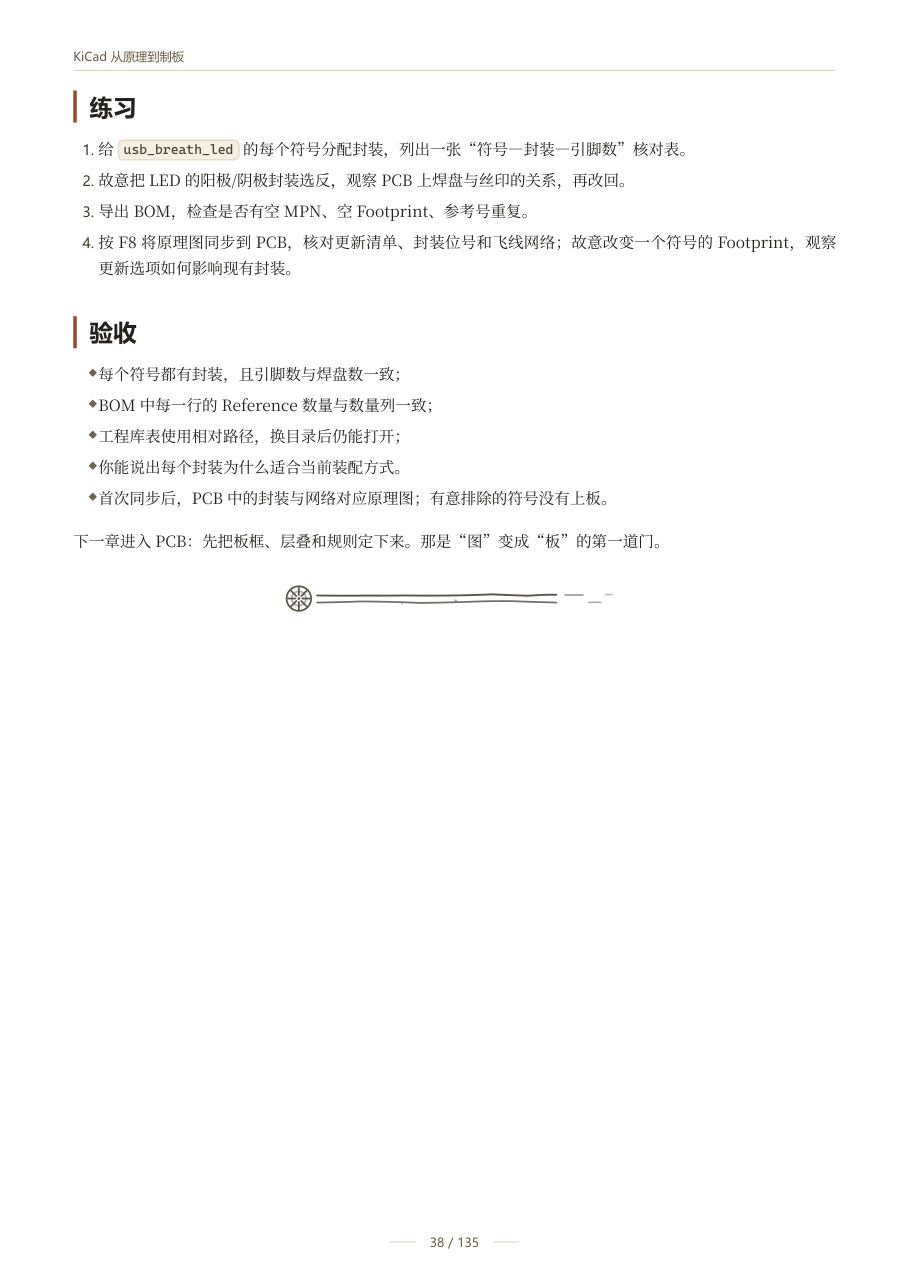 KiCad 从原理到制板
练习
1. 给 usb_breath_led 的每个符号分配封装，列出一张“符号—封装—引脚数”核对表。
2. 故意把 LED 的阳极/阴极封装选反，观察 PCB 上焊盘与丝印的关系，再改回。
3. 导出 BOM，检查是否有空 MPN、空 Footprint、参考号重复。
4. 按 F8 将原理图同步到 PCB，核对更新清单、封装位号和飞线网络；故意改变一个符号的 Footprint，观察
更新选项如何影响现有封装。
验收
◆每个符号都有封装，且引脚数与焊盘数一致；
◆BOM 中每一行的 Reference 数量与数量列一致；
◆工程库表使用相对路径，换目录后仍能打开；
◆你能说出每个封装为什么适合当前装配方式。
◆首次同步后，PCB 中的封装与网络对应原理图；有意排除的符号没有上板。
下一章进入 PCB：先把板框、层叠和规则定下来。那是“图”变成“板”的第一道门。
38 / 135